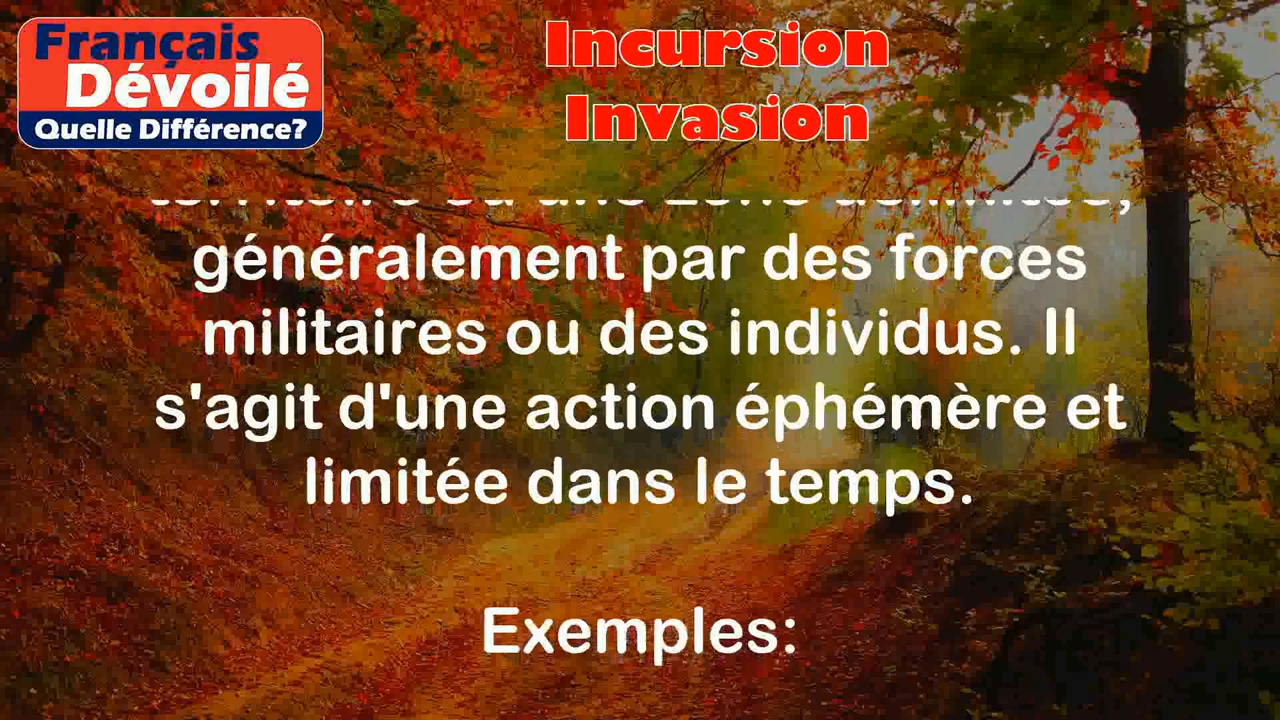 Français
Dévoilé
Quelle Différence?
Incursion
Invasion
généralement par des forces
militaires ou des individus. Il
s'agit d'une action éphémère et
limitée dans le temps.
Exemples: